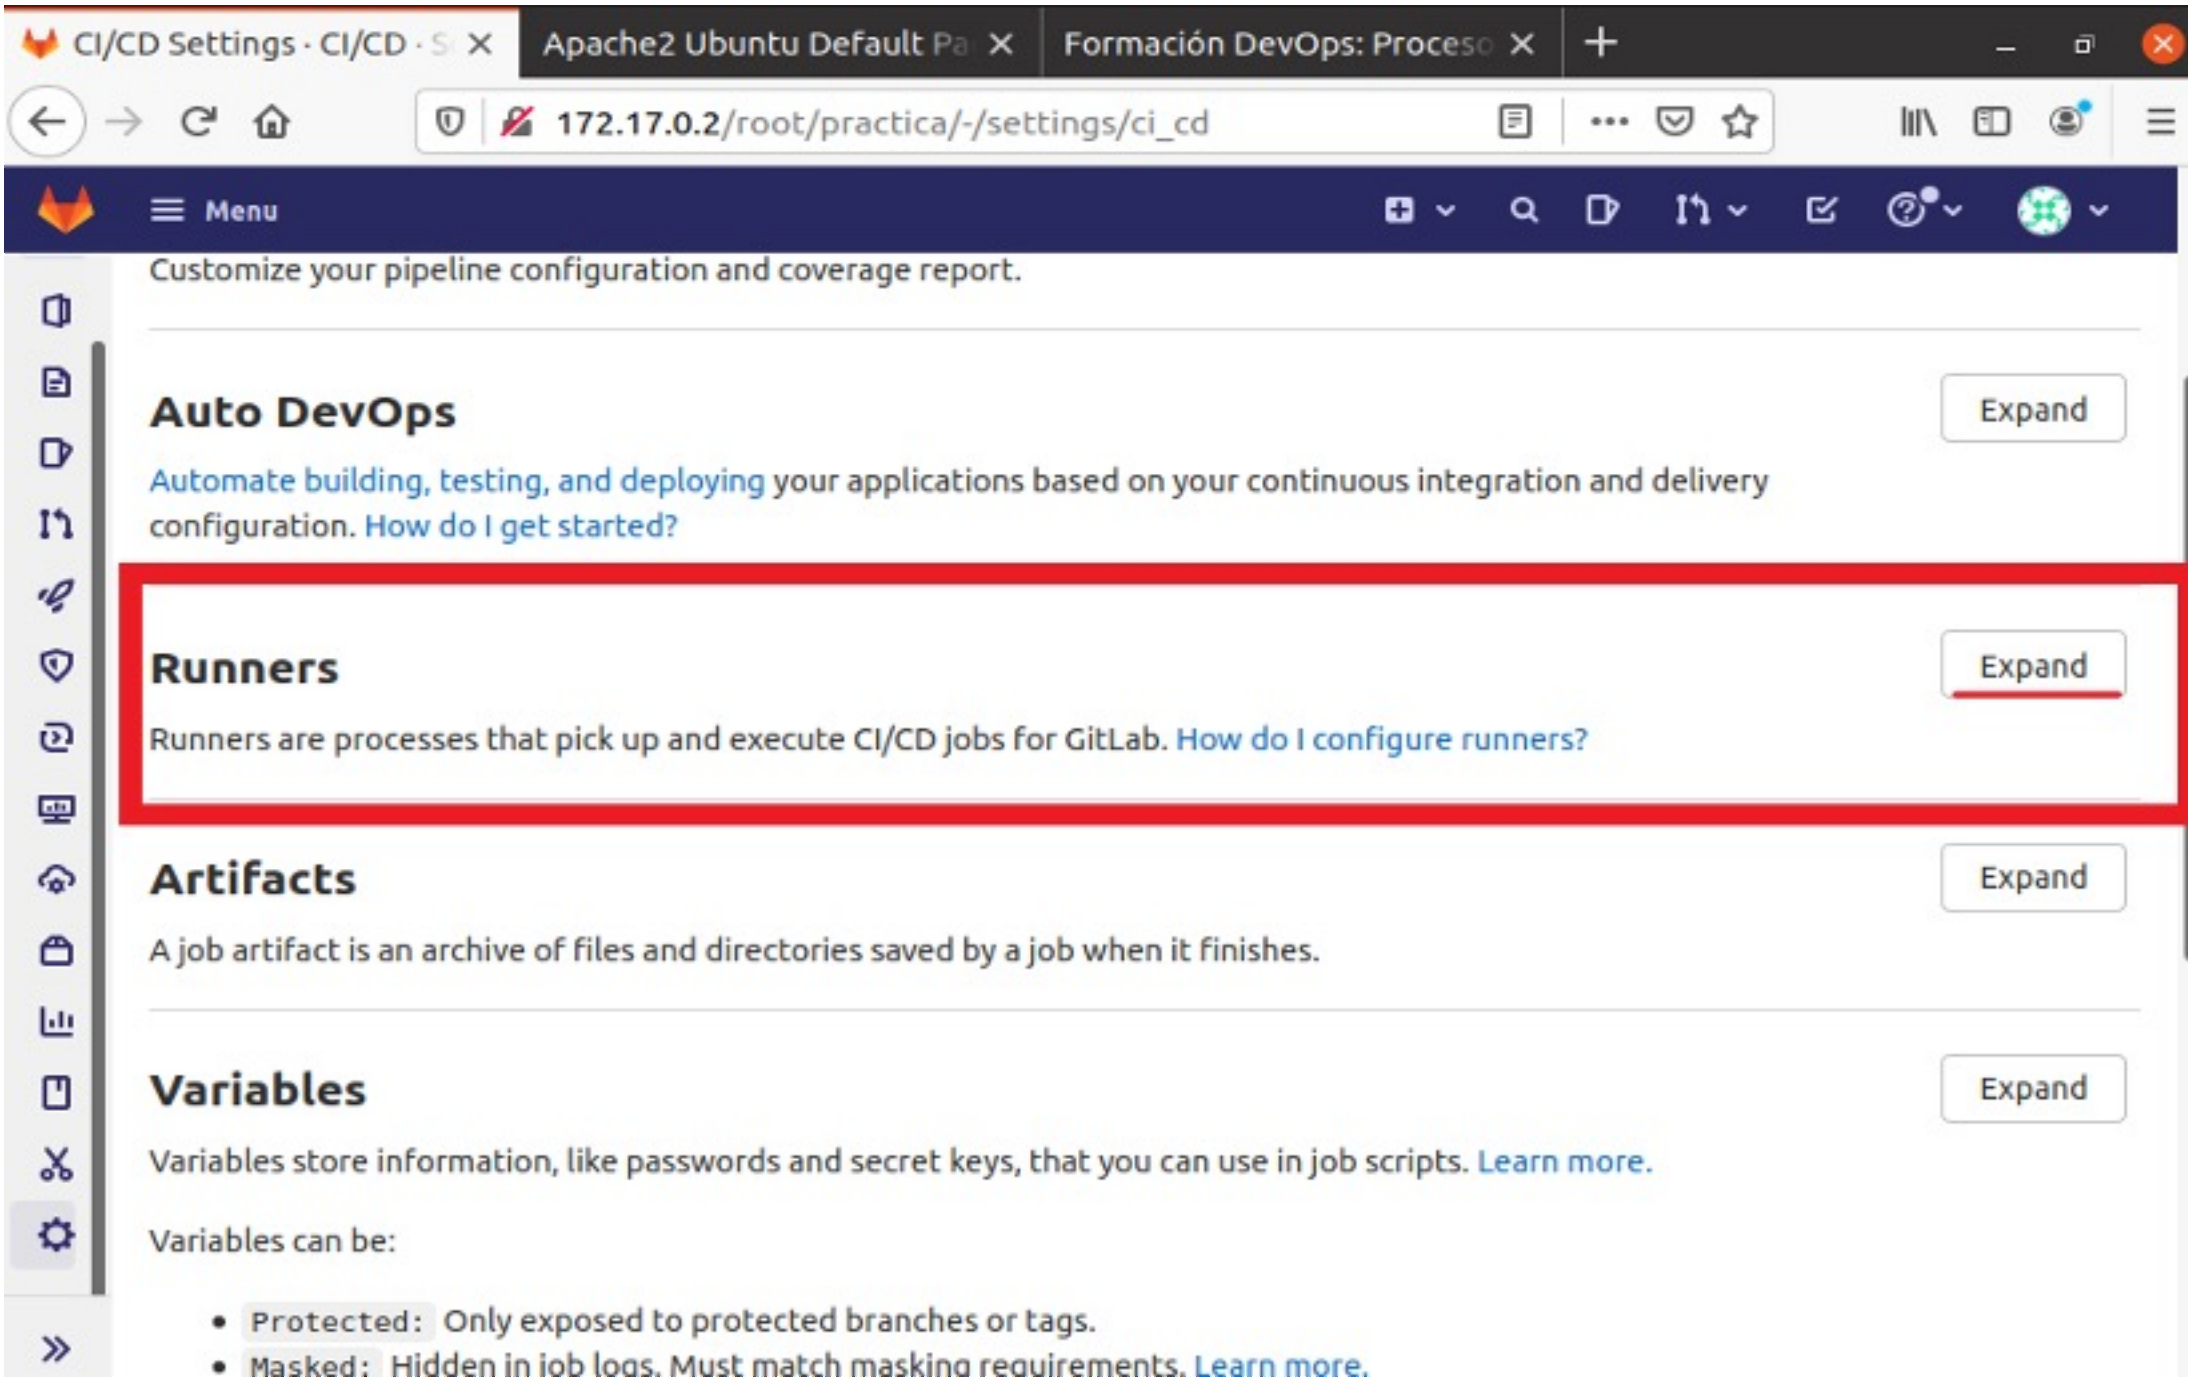 CI/CD Settings · CI/CD · S
Apache2 Ubuntu Default Pa
Formación DevOps: Proceso
172.17.0.2/root/practica/-/settings/ci_cd
Menu
Customize your pipeline configuration and coverage report.
Auto DevOps
Expand
Automate building, testing, and deploying your applications based on your continuous integration and delivery
configuration. How do I get started?
Runners
Expand
Runners are processes that pick up and execute CI/CD jobs for GitLab. How do I configure runners?
Artifacts
Expand
A job artifact is an archive of files and directories saved by a job when it finishes.
Variables
Expand
Variables store information, like passwords and secret keys, that you can use in job scripts. Learn more.
Variables can be:
• Protected: Only exposed to protected branches or tags.
• Masked: Hidden in job logs. Must match masking requirements. Learn more.